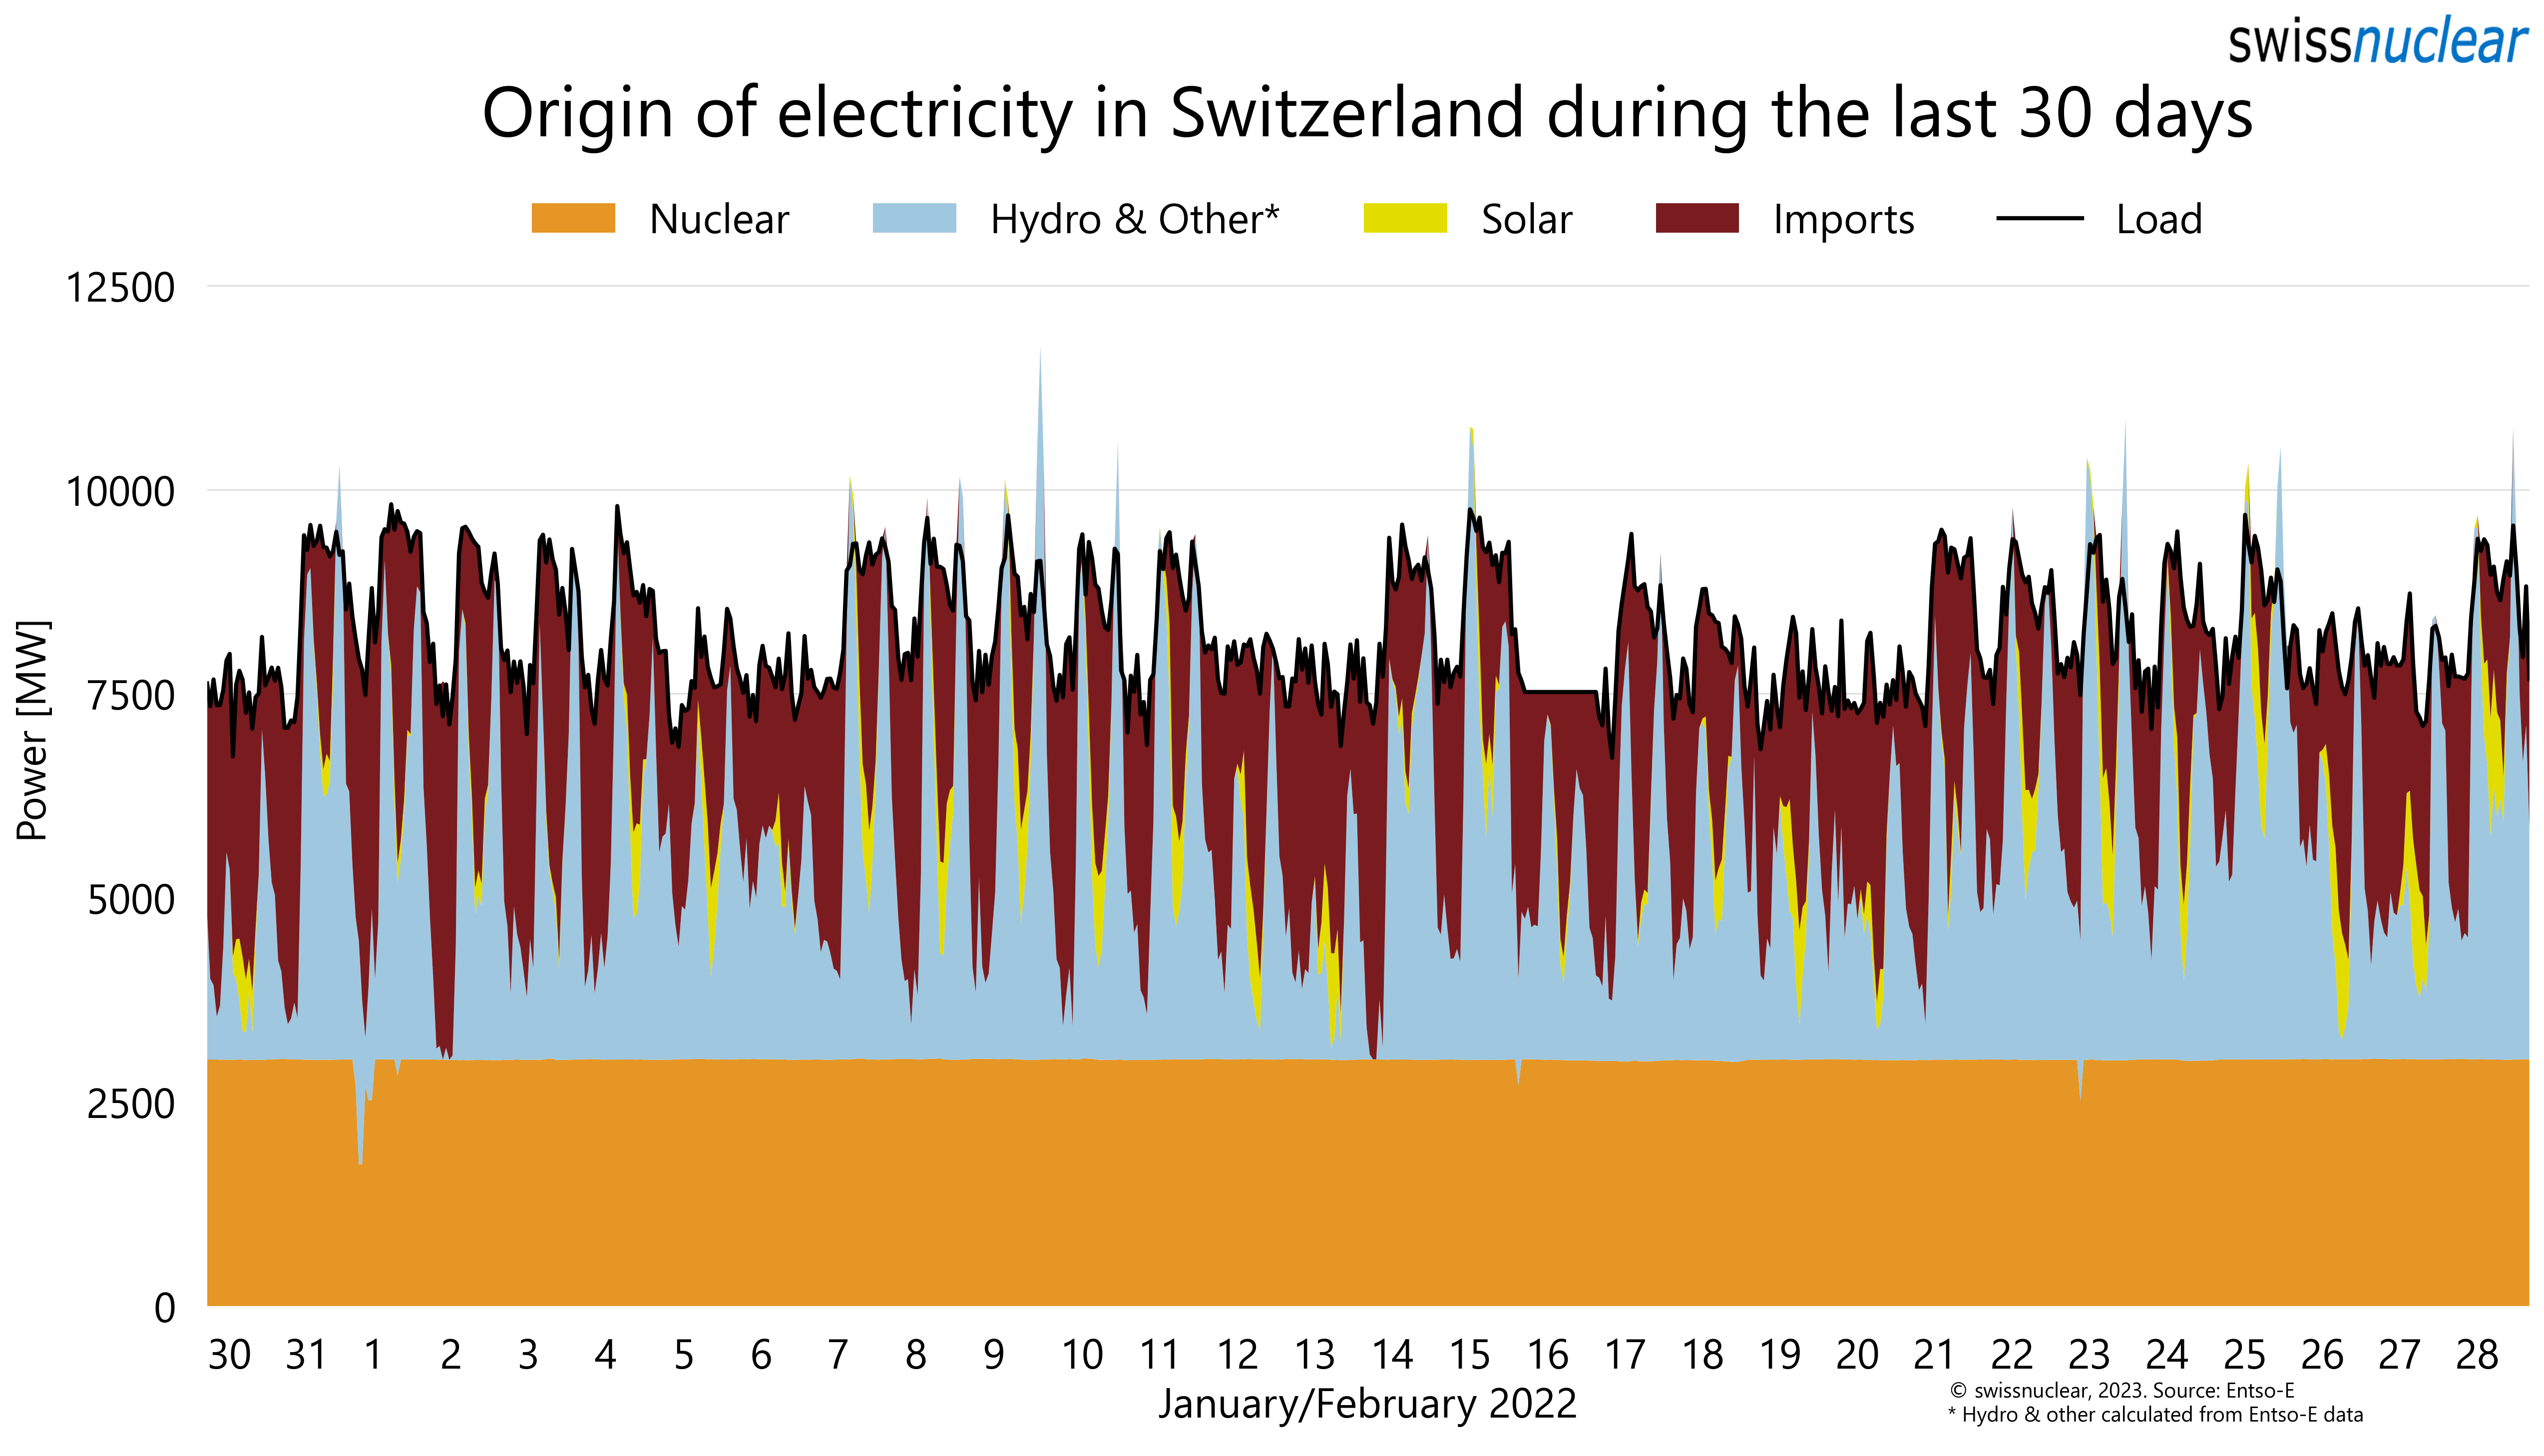 swissnuclear
Origin of electricity in Switzerland during the last 30 days
Nuclear Hydro & Other* Solar Imports Load
12500
10000
7500
5000
2500
0
Power [MW]
30 31 1 2 3 4 5 6 7 8 9 10 11 12 13 14 15 16 17 18 19 20 21 22 23 24 25 26 27 28
January/February 2022
© swissnuclear, 2023. Source: Entso-E
* Hydro & other calculated from Entso-E data